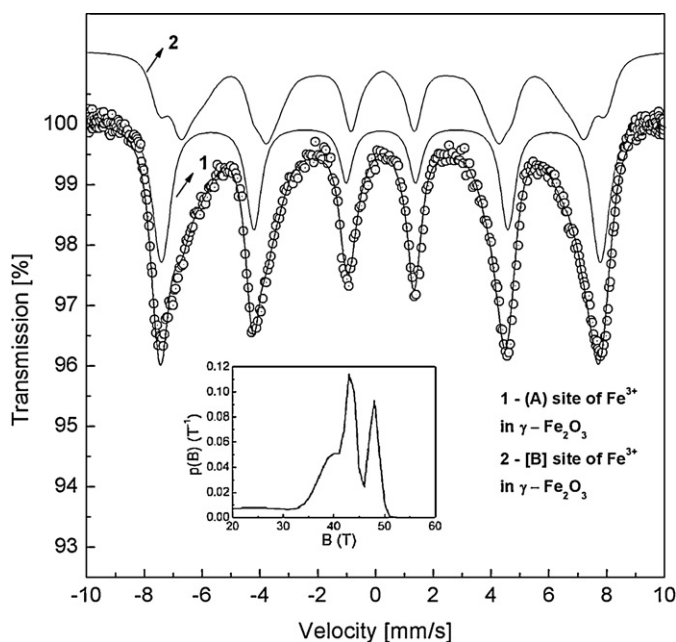 2
1
100
99
98
97
96
95
94
93
Transmission [%]
-10 -8 -6 -4 -2 0 2 4 6 8 10
Velocity [mm/s]
0.12
0.10
0.08
0.06
0.04
0.02
0.00
p(B) (T⁻¹)
20 30 40 50 60
B (T)
1 - (A) site of Fe³⁺
in γ – Fe₂O₃
2 - [B] site of Fe³⁺
in γ – Fe₂O₃